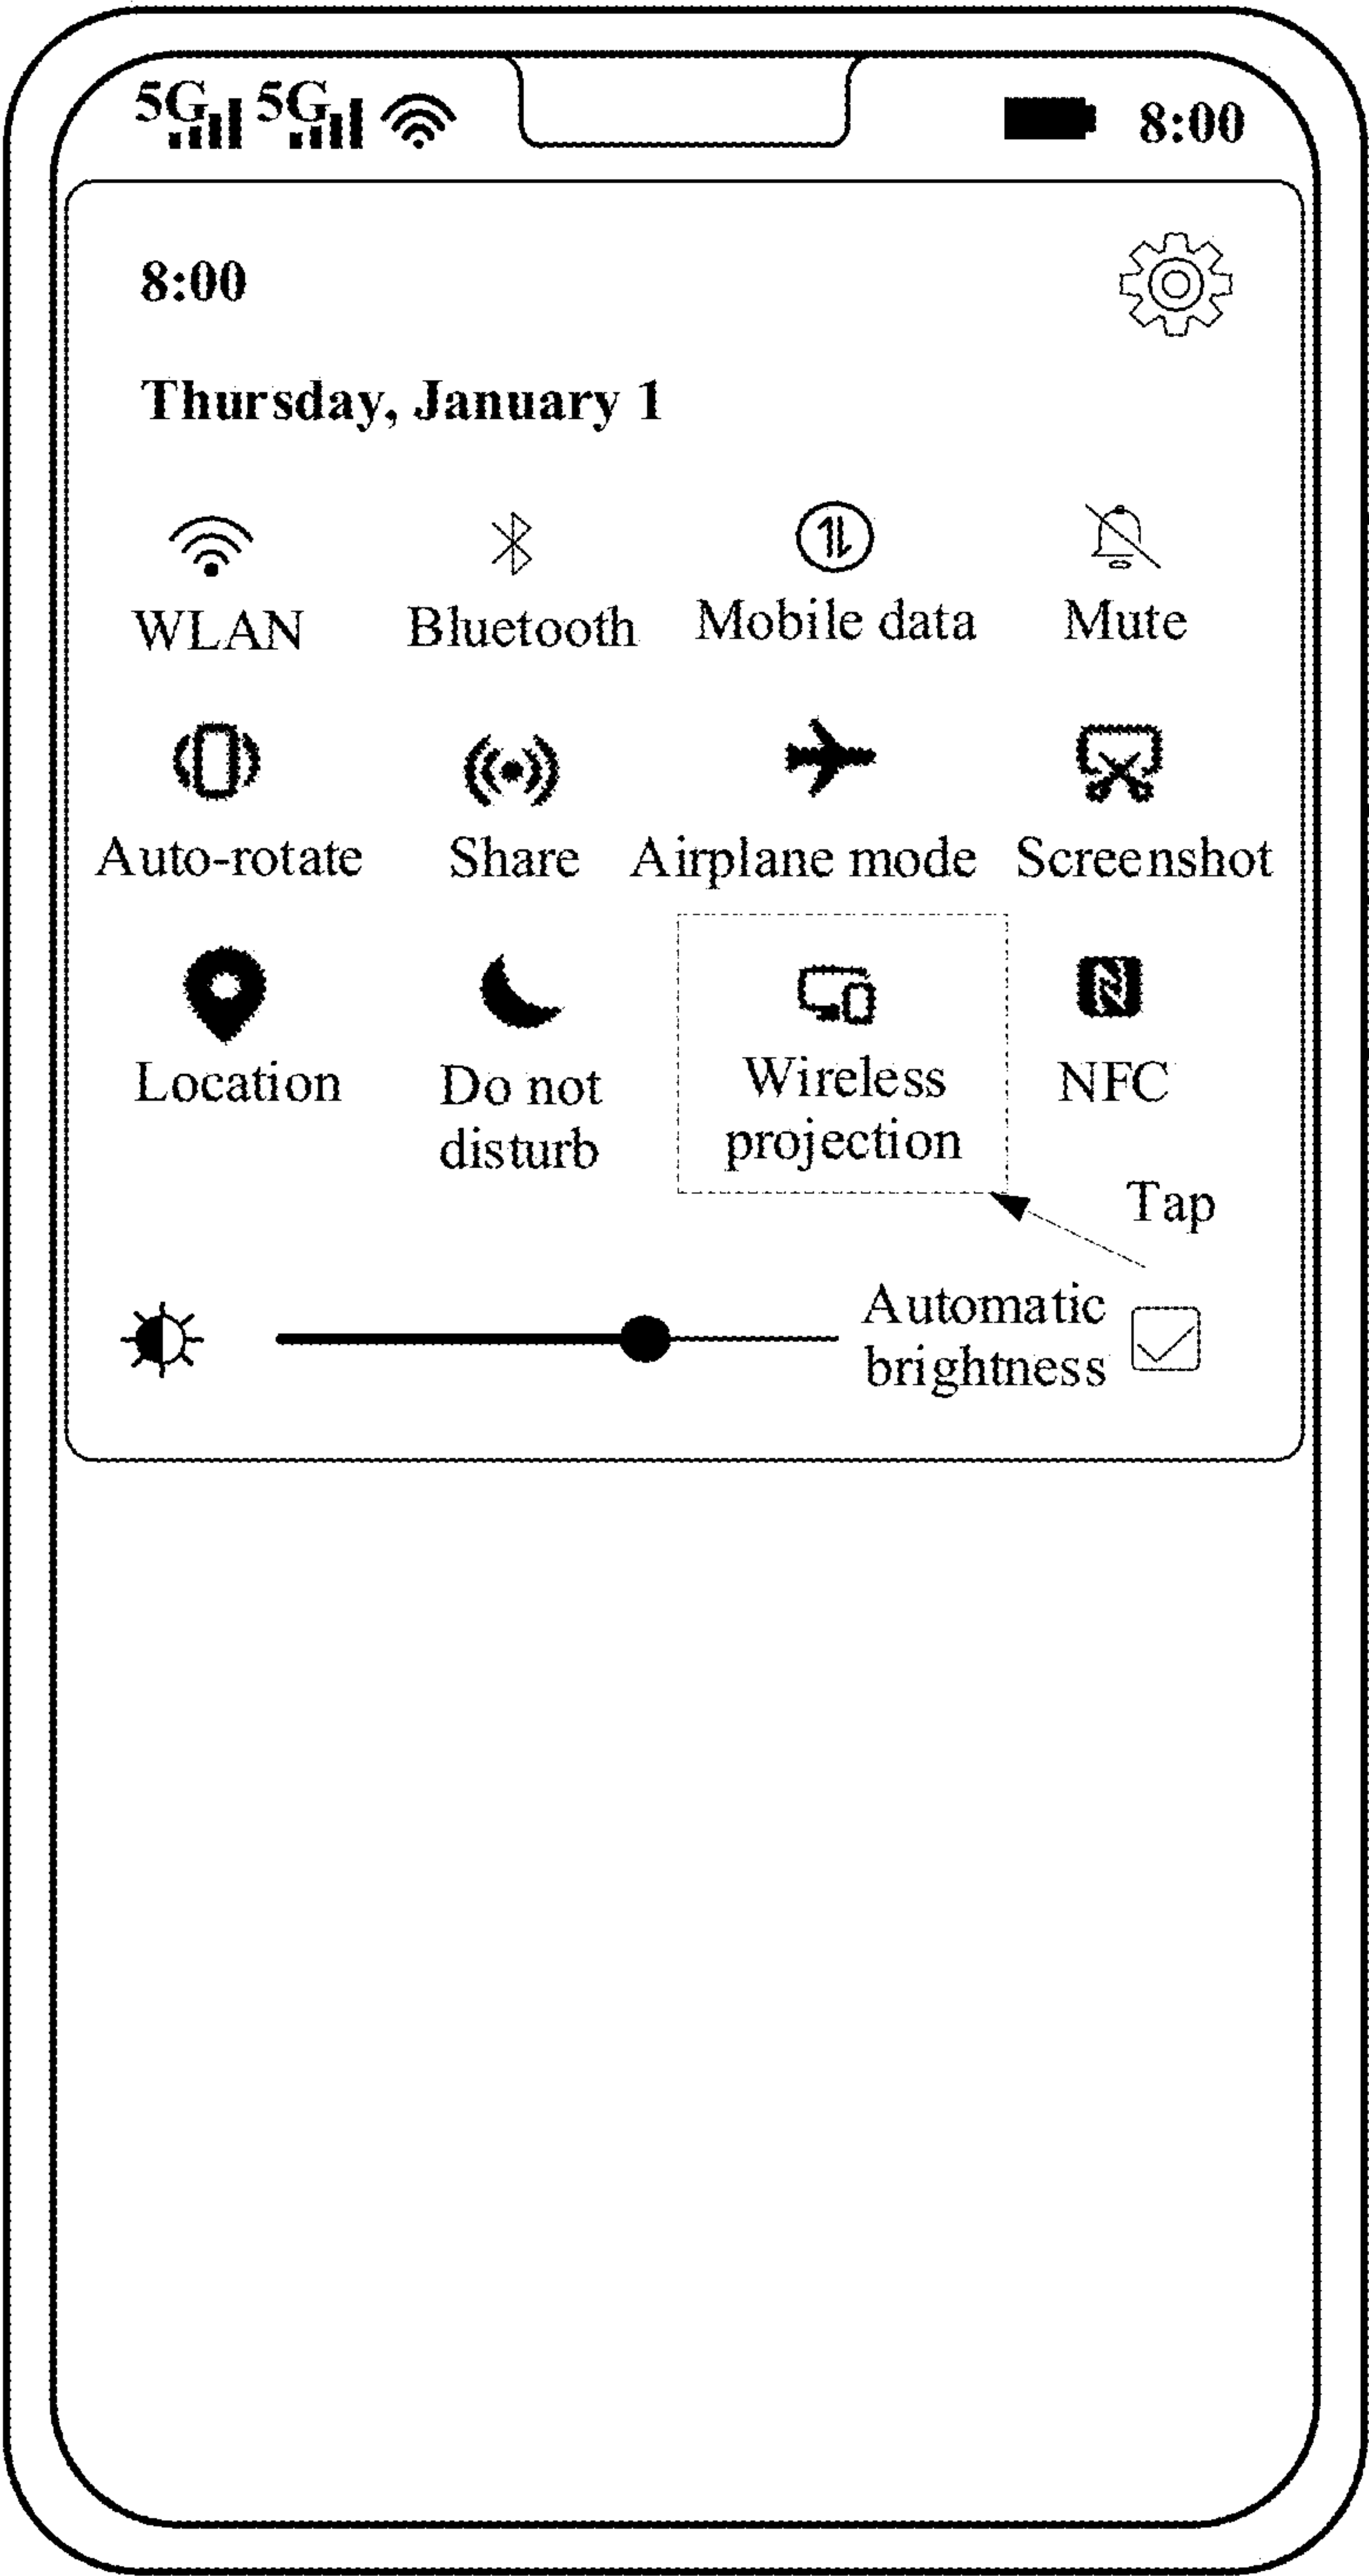 5G 5G 8:00
8:00
Thursday, January 1
WLAN Bluetooth Mobile data Mute
Auto-rotate Share Airplane mode Screenshot
Location Do not disturb Wireless projection NFC
Tap
Automatic
brightness